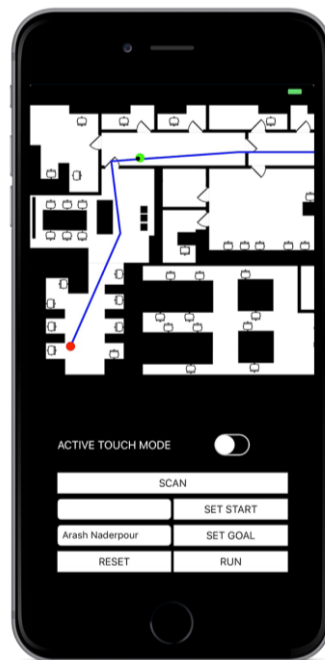 ACTIVE TOUCH MODE
SCAN
SET START
Arash Naderpour SET GOAL
RESET RUN